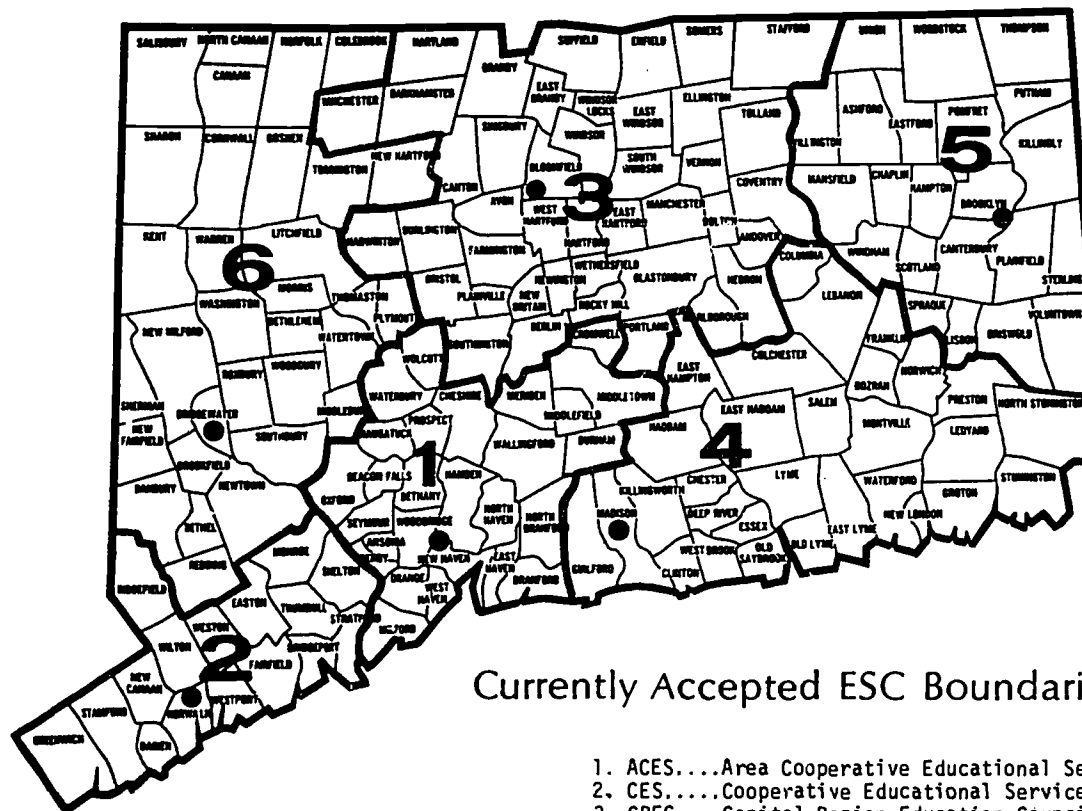 SALISBURY
NORTH CANAAN
NORFOLK
COLEBROOK
HARTLAND
SUFFIELD
ENFIELD
SOMERS
STAFFORD
UNION
WOODSTOCK
THOMPSON
CANAAN
GRANBY
WINCHESTER
BARKHAMSTED
EAST
GRANBY
WINDSOR
LOCKS
EAST
WINDSOR
ELLINGTON
TOLLAND
WILLINGTON
ASHFORD
EASTFORD
POMFRET
PUTNAM
SHARON
CORNWALL
GOSHEN
TORRINGTON
NEW HARTFORD
SIMSBURY
WINDSOR
BLOOMFIELD
SOUTH
WINDSOR
VERNON
5
KILLINGLY
CANTON
AVON
3
WEST
HARTFORD
EAST
HARTFORD
MANCHESTER
COVENTRY
MANSFIELD
CHAPLIN
HAMPTON
BROOKLYN
KENT
WARREN
LITCHFIELD
HARWINTON
BURLINGTON
FARMINGTON
HARTFORD
WETHERSFIELD
GLASTONBURY
BOLTON
ANDOVER
COLUMBIA
HEBRON
WINDHAM
SCOTLAND
CANTERBURY
PLAINFIELD
6
WASHINGTON
MORRIS
THOMASTON
PLYMOUTH
BRISTOL
PLAINVILLE
NEWINGTON
NEW
BRITAIN
ROCKY HILL
LEBANON
SPRAGUE
VOLUNTOWN
NEW MILFORD
BETHLEHEM
WATERTOWN
BERLIN
CROMWELL
PORTLAND
MARLBOROUGH
COLCHESTER
FRANKLIN
LISBON
GRISWOLD
ROXBURY
WOODBURY
WOLCOTT
SOUTHINGTON
EAST
HAMPTON
BOZRAH
NORWICH
PRESTON
NORTH STONINGTON
SHERMAN
BRIDGEWATER
WATERBURY
CHESHIRE
MERIDEN
MIDDLETOWN
MIDDLEFIELD
EAST HADDAM
SALEM
MONTVILLE
LEDYARD
NEW
FAIRFIELD
SOUTHBURY
NAUGATUCK
PROSPECT
WALLINGFORD
DURHAM
HADDAM
4
BROOKFIELD
NEWTOWN
BEACON FALLS
1
HAMDEN
KILLINGWORTH
CHESTER
LYME
WATERFORD
GROTON
STONINGTON
DANBURY
BETHEL
OXFORD
BETHANY
NORTH
HAVEN
NORTH
BRANFORD
MADISON
DEEP RIVER
ESSEX
EAST LYME
NEW LONDON
SEYMOUR
WOODBRIDGE
ANSONIA
NEW HAVEN
EAST
HAVEN
GUILFORD
WESTBROOK
OLD
SAYBROOK
OLD LYME
CLINTON
BRANFORD
REDDING
MONROE
SHELTON
ORANGE
WEST
HAVEN
RIDGEFIELD
EASTON
TRUMBULL
STRATFORD
MILFORD
WESTON
WILTON
2
FAIRFIELD
BRIDGEPORT
NEW
CANAAN
NORWALK
WESTPORT
STAMFORD
GREENWICH
DARIEN
Currently Accepted ESC Boundari
1. ACES....Area Cooperative Educational Se
2. CES.....Cooperative Educational Service